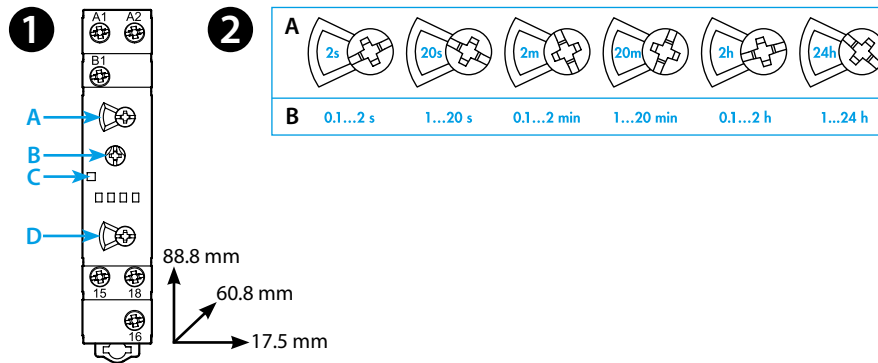 1
A1 A2
B1
A
B
C
D
15 18
16
88.8 mm
60.8 mm
17.5 mm
2
A 2s 20s 2m 20m 2h 24h
B 0.1...2 s 1...20 s 0.1...2 min 1...20 min 0.1...2 h 1...24 h